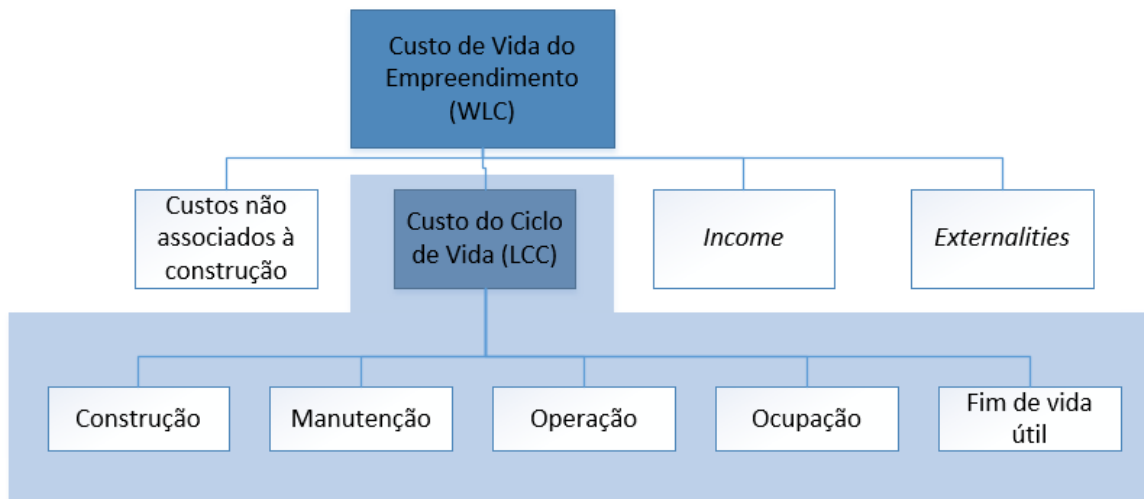 Custo de Vida do
Empreendimento
(WLC)
Custos não
associados à
construção
Custo do Ciclo
de Vida (LCC)
Income
Externalities
Construção
Manutenção
Operação
Ocupação
Fim de vida
útil